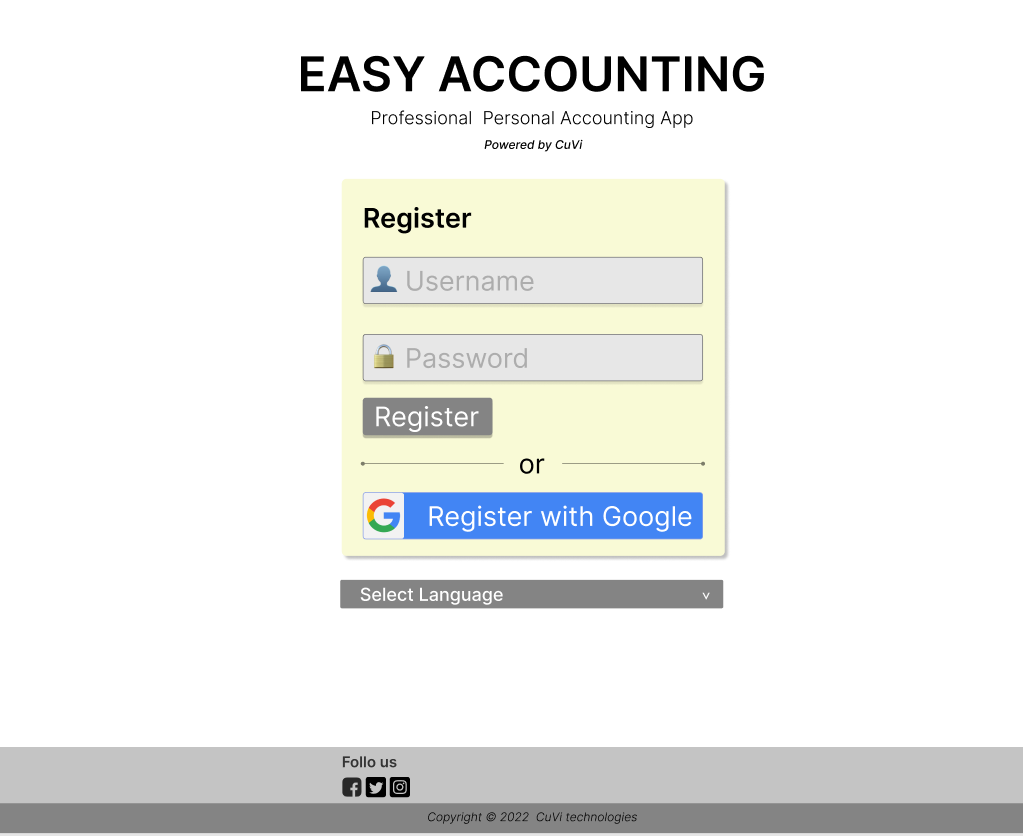 EASY ACCOUNTING
Professional  Personal Accounting App
Powered by CuVi
Register
Username
Password
Register
or
Register with Google
Select Language
Follo us
Copyright © 2022  CuVi technologies